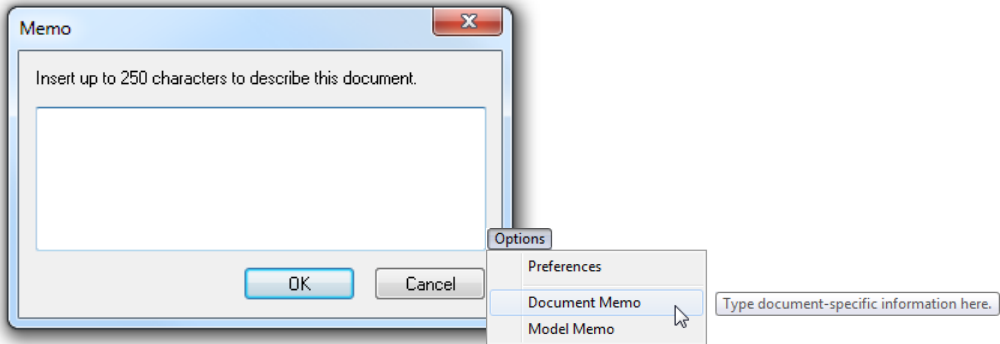 Memo
Insert up to 250 characters to describe this document.
OK
Cancel
Options
Preferences
Document Memo
Type document-specific information here.
Model Memo